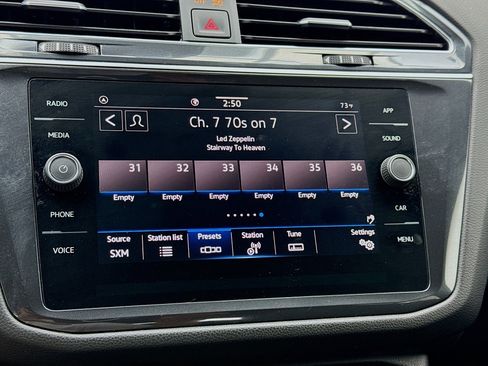 2:50
73°F
RADIO
MEDIA
PHONE
VOICE
APP
SOUND
CAR
MENU
Ch. 7 70s on 7
Led Zeppelin
Stairway To Heaven
31 32 33 34 35 36
Empty Empty Empty Empty Empty Empty
Source Station list Presets Station Tune Settings
SXM